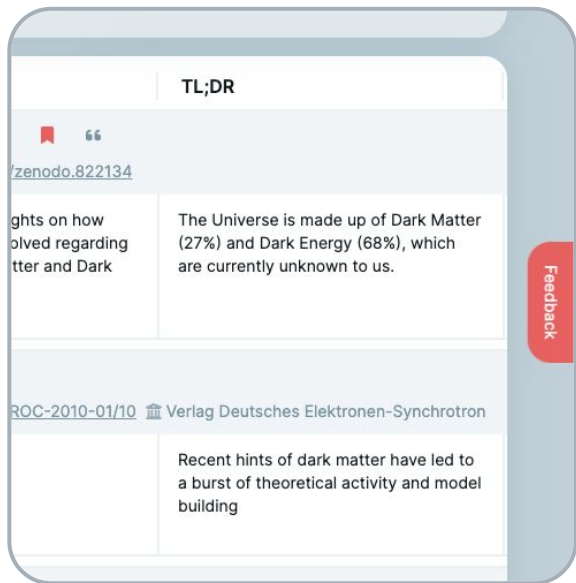 TL;DR
/zenodo.822134
ghts on how
olved regarding
tter and Dark
The Universe is made up of Dark Matter
(27%) and Dark Energy (68%), which
are currently unknown to us.
Feedback
ROC-2010-01/10 Verlag Deutsches Elektronen-Synchrotron
Recent hints of dark matter have led to
a burst of theoretical activity and model
building